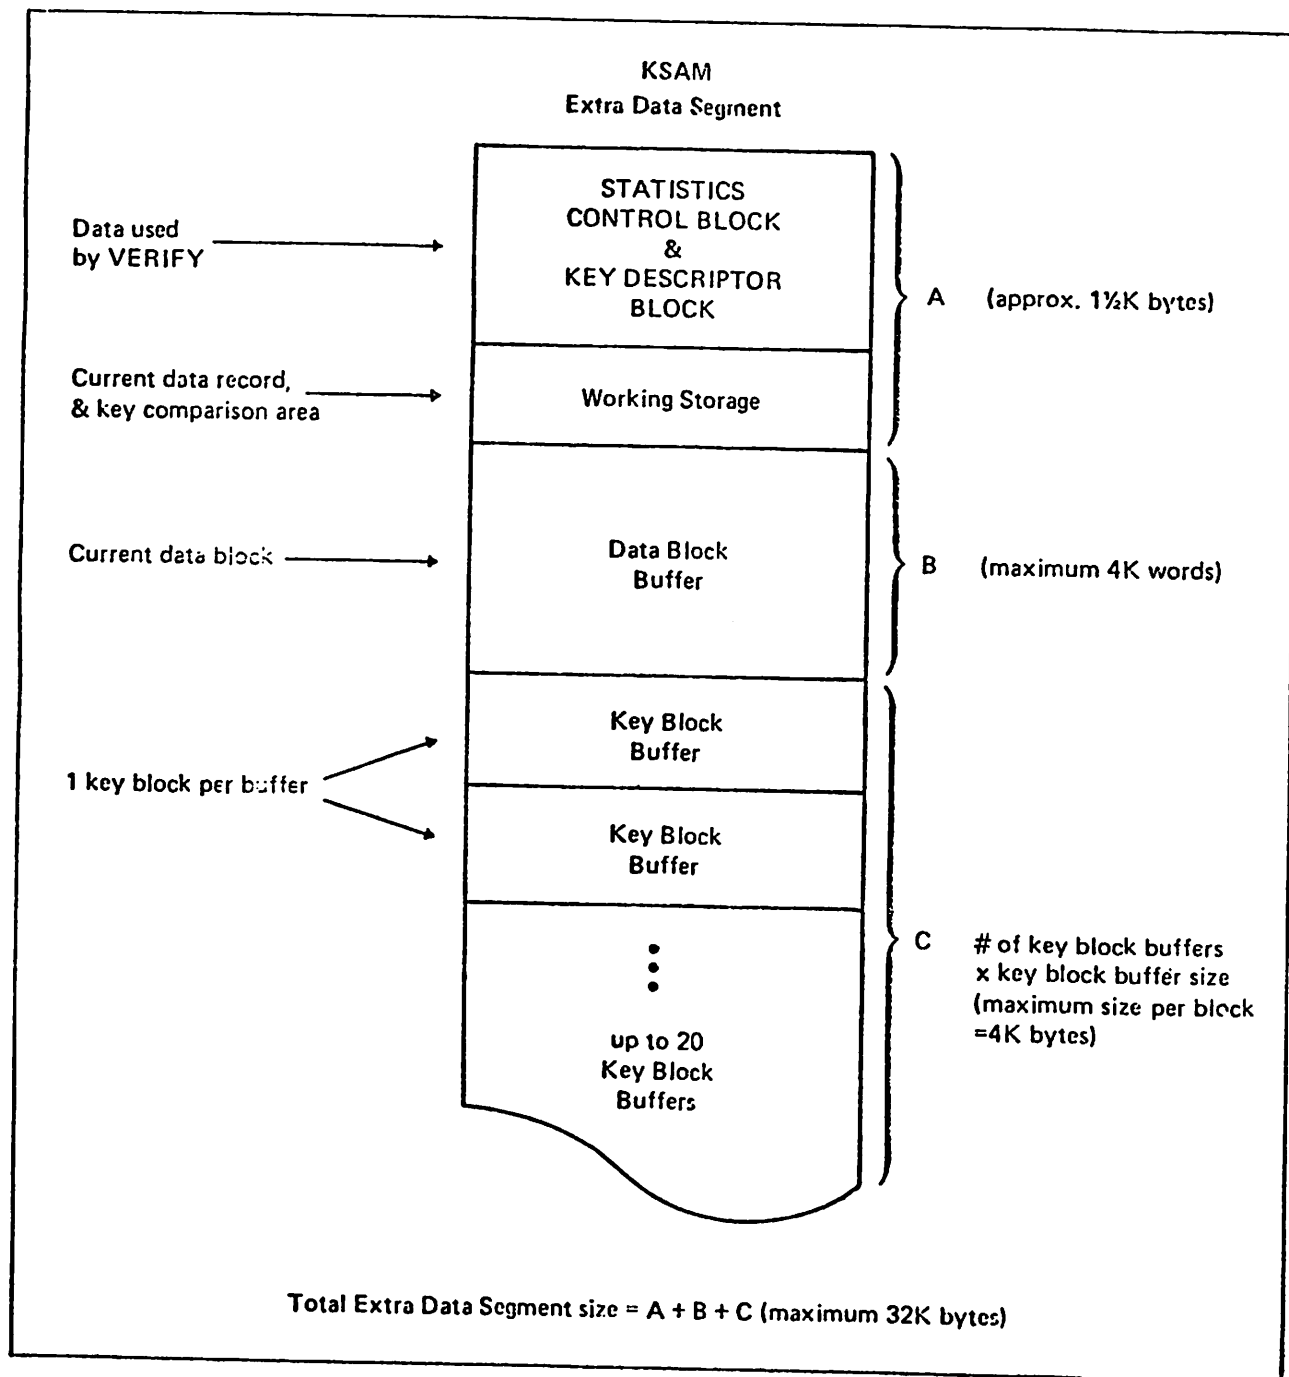 KSAM
Extra Data Segment
STATISTICS
CONTROL BLOCK
&
KEY DESCRIPTOR
BLOCK
Data used
by VERIFY
A (approx. 1½K bytes)
Current data record,
& key comparison area
Working Storage
Current data block
Data Block
Buffer
B (maximum 4K words)
Key Block
Buffer
1 key block per buffer
Key Block
Buffer
C # of key block buffers
x key block buffer size
(maximum size per block
=4K bytes)
up to 20
Key Block
Buffers
Total Extra Data Segment size = A + B + C (maximum 32K bytes)